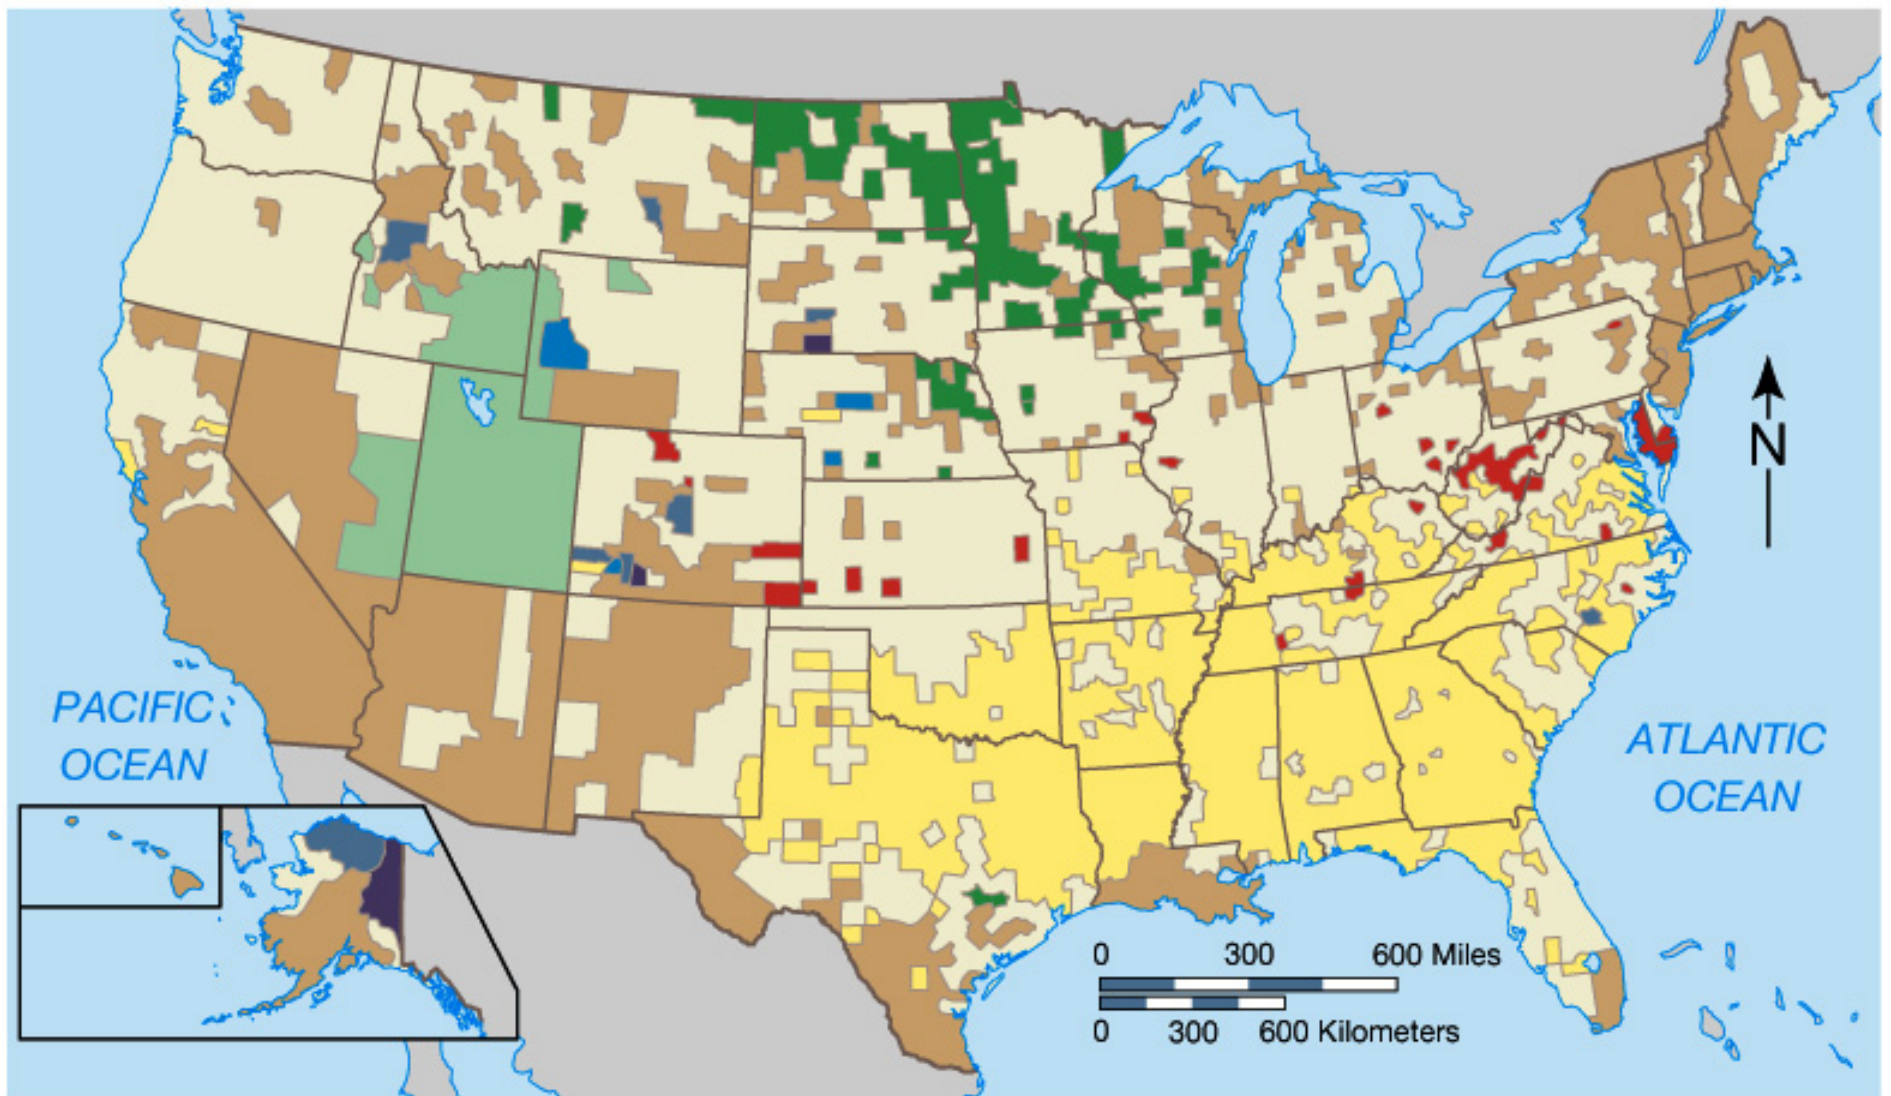 N
PACIFIC
OCEAN
ATLANTIC
OCEAN
0 300 600 Miles
0 300 600 Kilometers